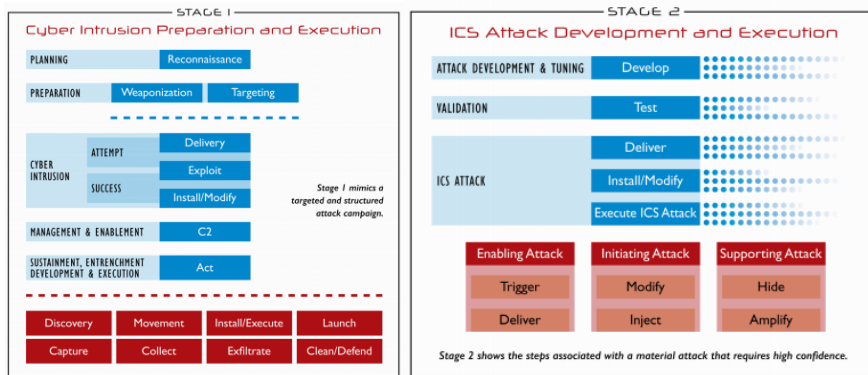 STAGE 1
Cyber Intrusion Preparation and Execution
PLANNING
Reconnaissance
PREPARATION
Weaponization
Targeting
CYBER
INTRUSION
ATTEMPT
SUCCESS
Delivery
Exploit
Install/Modify
Stage 1 mimics a
targeted and structured
attack campaign.
MANAGEMENT & ENABLEMENT
C2
SUSTAINMENT, ENTRENCHMENT
DEVELOPMENT & EXECUTION
Act
Discovery
Movement
Install/Execute
Launch
Capture
Collect
Exfiltrate
Clean/Defend
STAGE 2
ICS Attack Development and Execution
ATTACK DEVELOPMENT & TUNING
Develop
VALIDATION
Test
ICS ATTACK
Deliver
Install/Modify
Execute ICS Attack
Enabling Attack
Initiating Attack
Supporting Attack
Trigger
Modify
Hide
Deliver
Inject
Amplify
Stage 2 shows the steps associated with a material attack that requires high confidence.